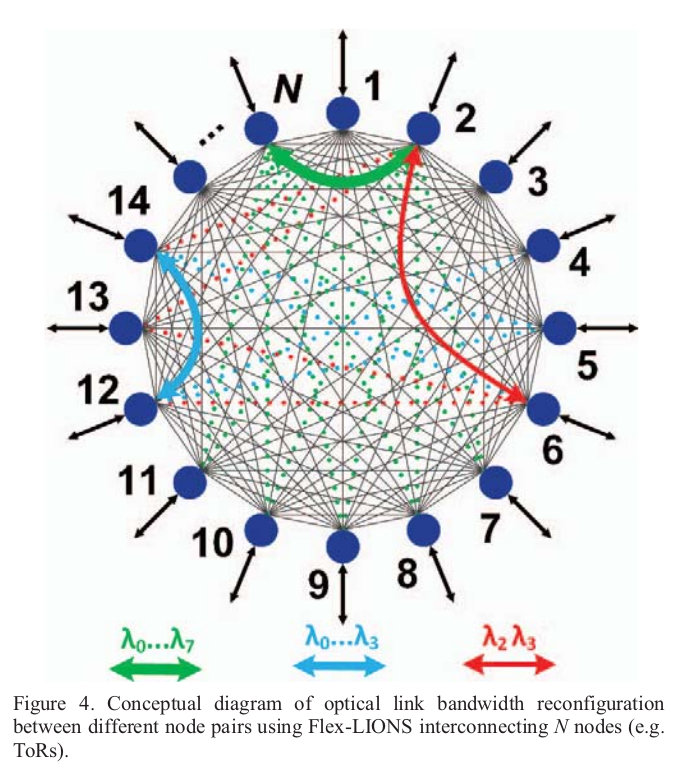 N
1
2
3
4
5
6
7
8
9
10
11
12
13
14
...
λ0...λ7
λ0...λ3
λ2 λ3
Figure 4. Conceptual diagram of optical link bandwidth reconfiguration
between different node pairs using Flex-LIONS interconnecting N nodes (e.g.
ToRs).